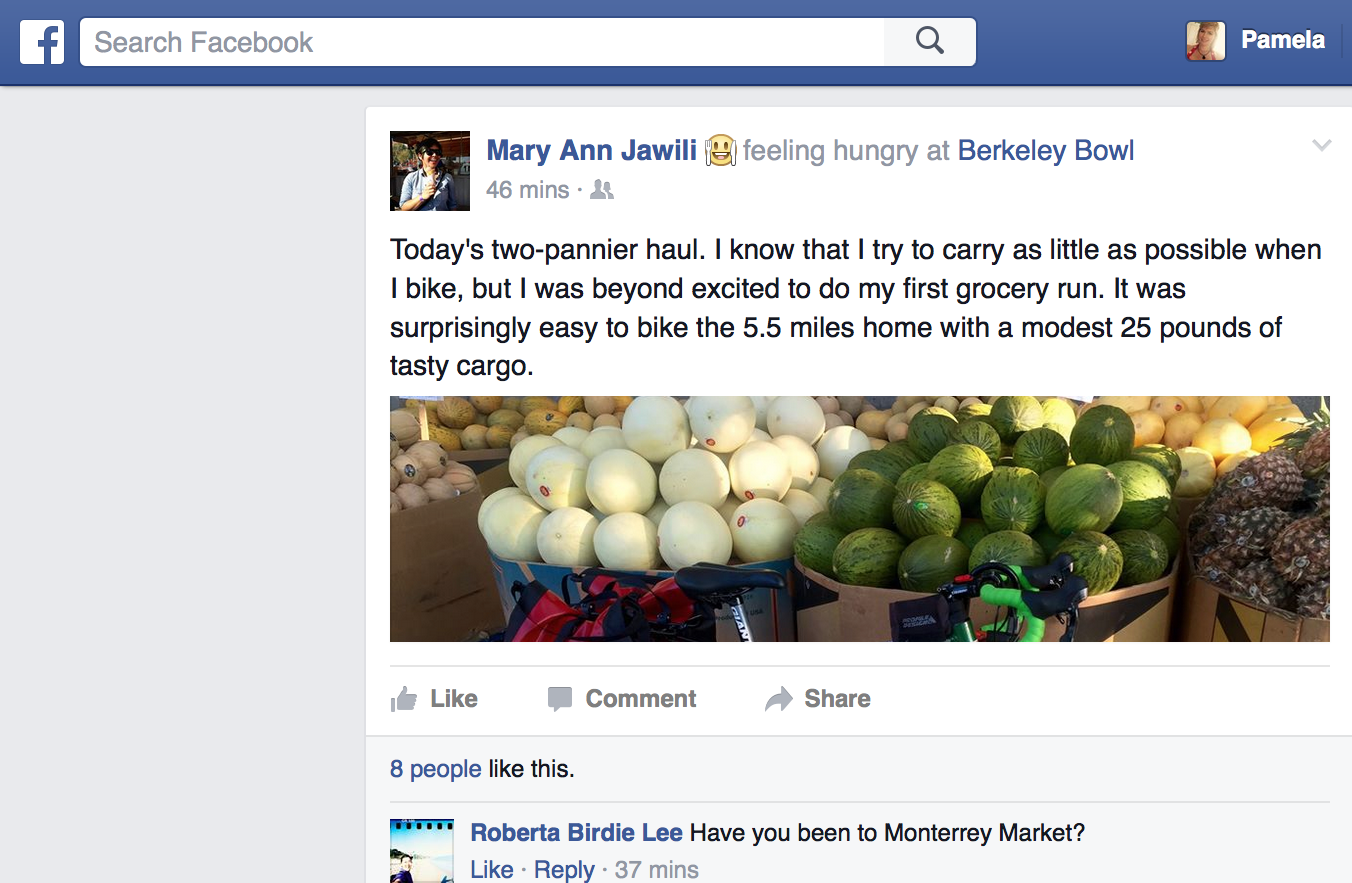 Search Facebook
Pamela
Mary Ann Jawili feeling hungry at Berkeley Bowl
46 mins ·
Today's two-pannier haul. I know that I try to carry as little as possible when
I bike, but I was beyond excited to do my first grocery run. It was
surprisingly easy to bike the 5.5 miles home with a modest 25 pounds of
tasty cargo.
Like Comment Share
8 people like this.
Roberta Birdie Lee Have you been to Monterrey Market?
Like · Reply · 37 mins